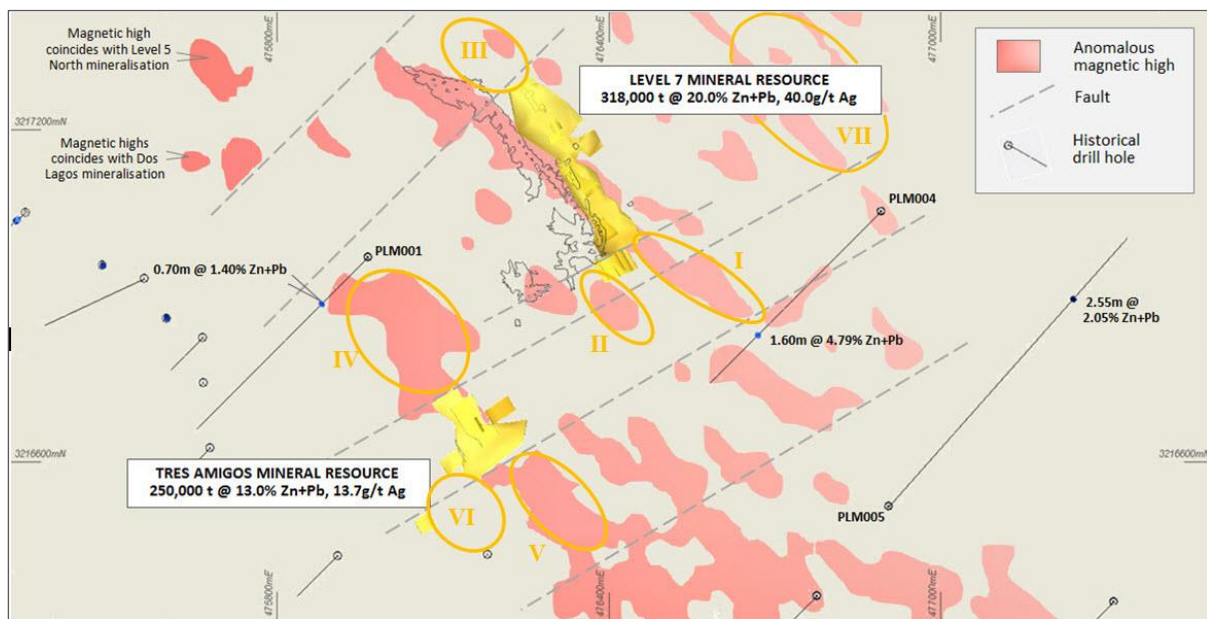 475800mE
476400mE
477000mE
Magnetic high
coincides with Level 5
North mineralisation
III
LEVEL 7 MINERAL RESOURCE
318,000 t @ 20.0% Zn+Pb, 40.0g/t Ag
Anomalous
magnetic high
Fault
Historical
drill hole
3217200mN
VII
Magnetic highs
coincides with Dos
Lagos mineralisation
PLM004
PLM001
0.70m @ 1.40% Zn+Pb
I
2.55m @
2.05% Zn+Pb
II
1.60m @ 4.79% Zn+Pb
IV
3216600mN
3216600mN
TRES AMIGOS MINERAL RESOURCE
250,000 t @ 13.0% Zn+Pb, 13.7g/t Ag
VI
V
PLM005
475800mE
476400mE
477000mE